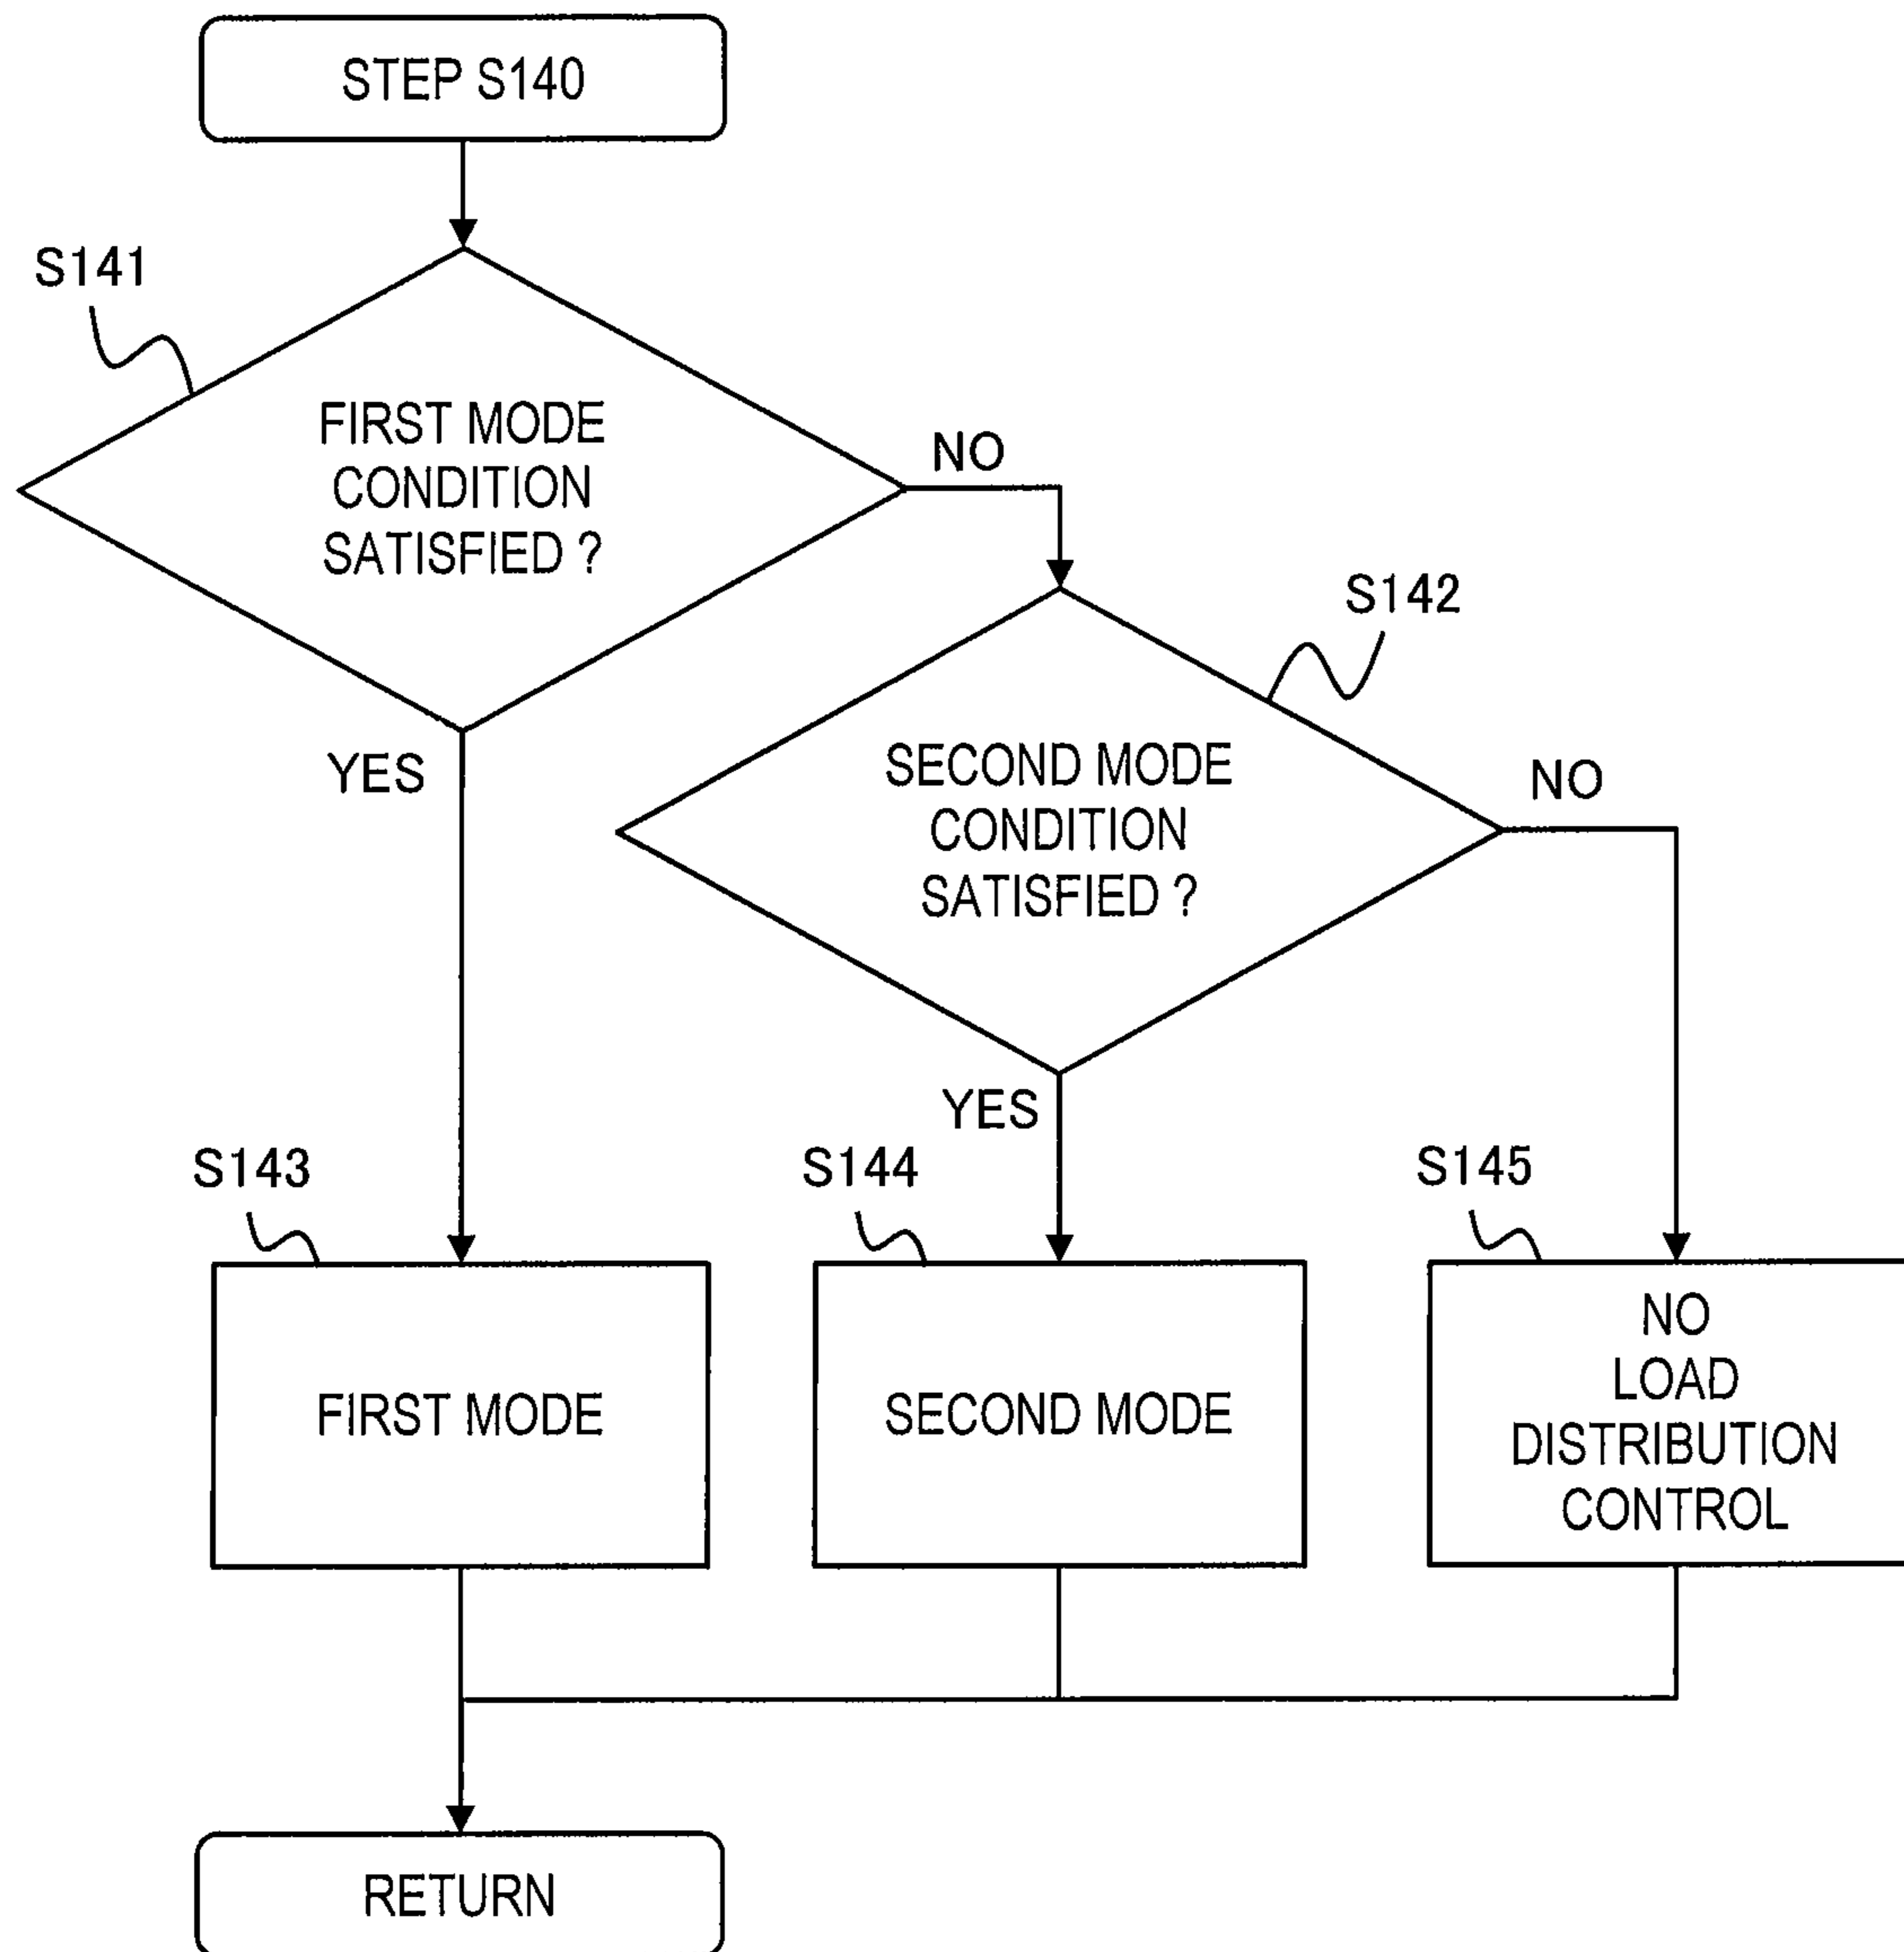 STEP S140
S141
FIRST MODE
CONDITION
SATISFIED ?
NO
YES
S142
SECOND MODE
CONDITION
SATISFIED ?
NO
YES
S143
FIRST MODE
S144
SECOND MODE
S145
NO
LOAD
DISTRIBUTION
CONTROL
RETURN